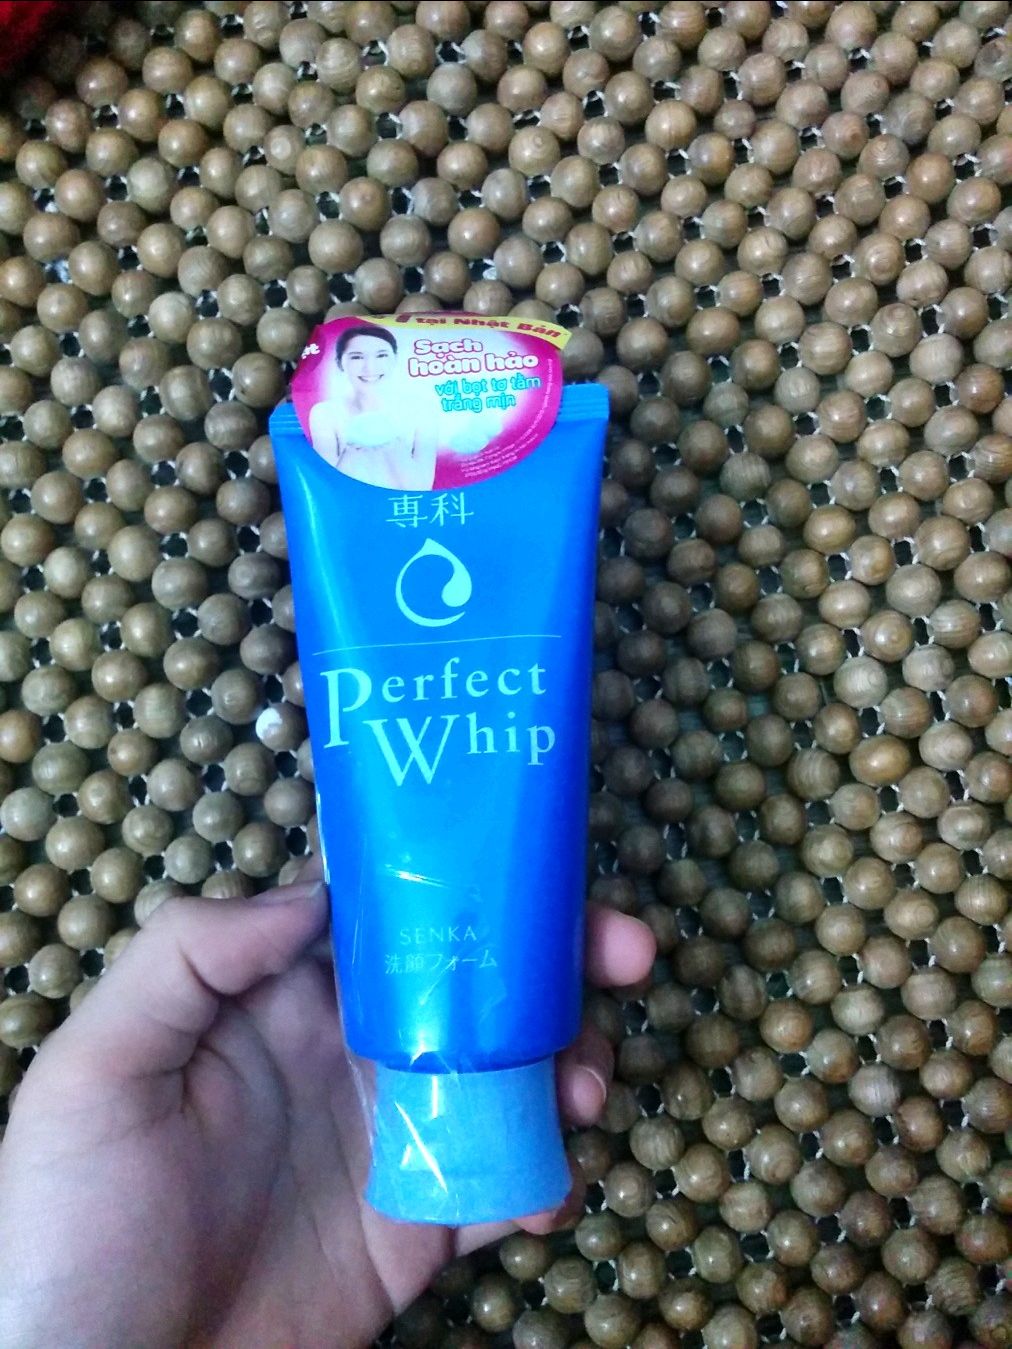 tại Nhật Bản
Sạch
hoàn hảo
với bọt tơ tằm
trắng mịn
専科
Perfect
Whip
SENKA
洗顔フォーム